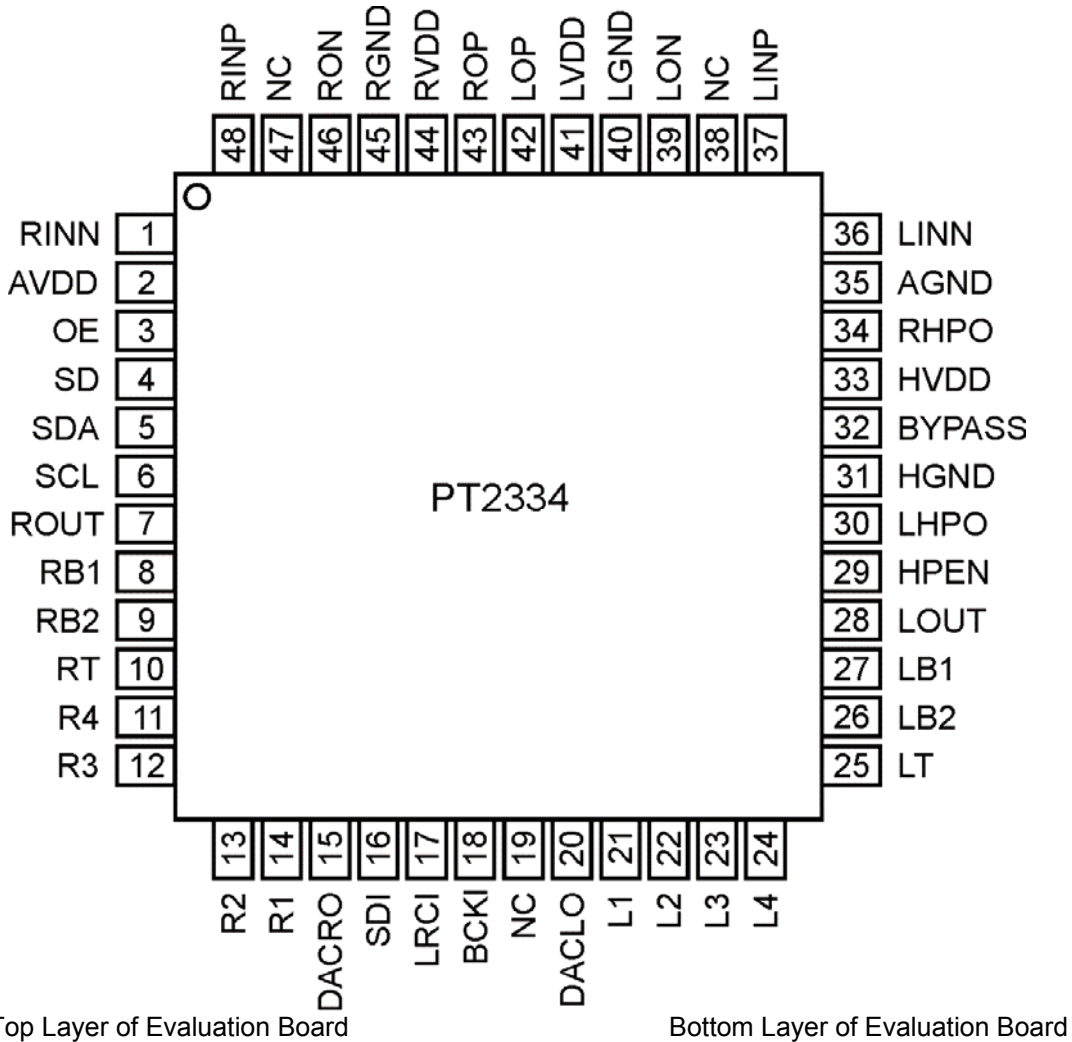 RINP NC RON RGND RVDD ROP LOP LVDD LGND LON NC LINP
48 47 46 45 44 43 42 41 40 39 38 37
RINN 1 36 LINN
AVDD 2 35 AGND
OE 3 34 RHPO
SD 4 33 HVDD
SDA 5 32 BYPASS
SCL 6 31 HGND
PT2334
ROUT 7 30 LHPO
RB1 8 29 HPEN
RB2 9 28 LOUT
RT 10 27 LB1
R4 11 26 LB2
R3 12 25 LT
13 14 15 16 17 18 19 20 21 22 23 24
R2 R1 DACRO SDI LRCI BCKI NC DACLO L1 L2 L3 L4
Top Layer of Evaluation Board Bottom Layer of Evaluation Board